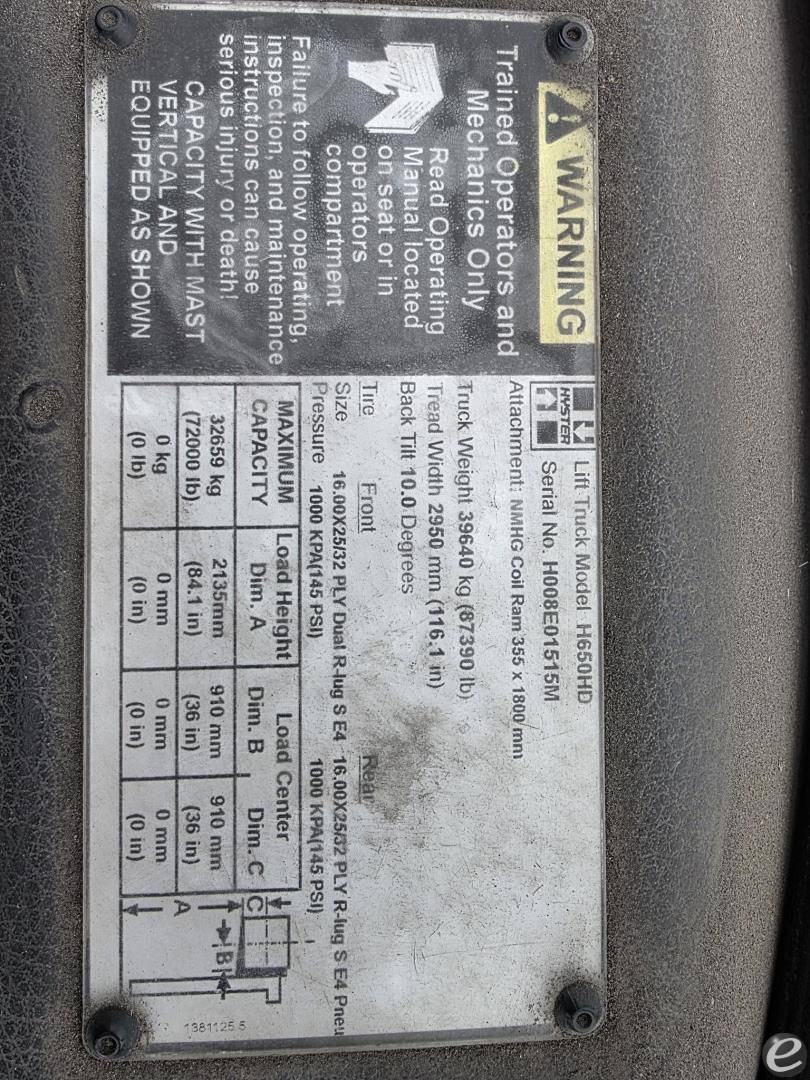 WARNING
Trained Operators and
Mechanics Only
Read Operating
Manual located
on seat or in
operators
compartment
Failure to follow operating,
inspection, and maintenance
instructions can cause
serious injury or death!
CAPACITY WITH MAST
VERTICAL AND
EQUIPPED AS SHOWN
HYSTER
Lift Truck Model H650HD
Serial No. H008E01515M
Attachment: NMHG Coil Ram 355 x 1800 mm
Truck Weight 39640 kg (87390 lb)
Tread Width 2950 mm (116.1 in)
Back Tilt 10.0 Degrees
Tire Front Rear
Size 16.00X25/32 PLY Dual R-lug S E4 16.00X25/32 PLY R-lug S E4 Pneu
Pressure 1000 KPA(145 PSI) 1000 KPA(145 PSI)
MAXIMUM Load Height Load Center
CAPACITY Dim. A Dim. B Dim. C
32659 kg 2135mm 910 mm 910 mm
(72000 lb) (84.1 in) (36 in) (36 in)
0 kg 0 mm 0 mm 0 mm
(0 lb) (0 in) (0 in) (0 in)
C
B
A
1381125 5
e